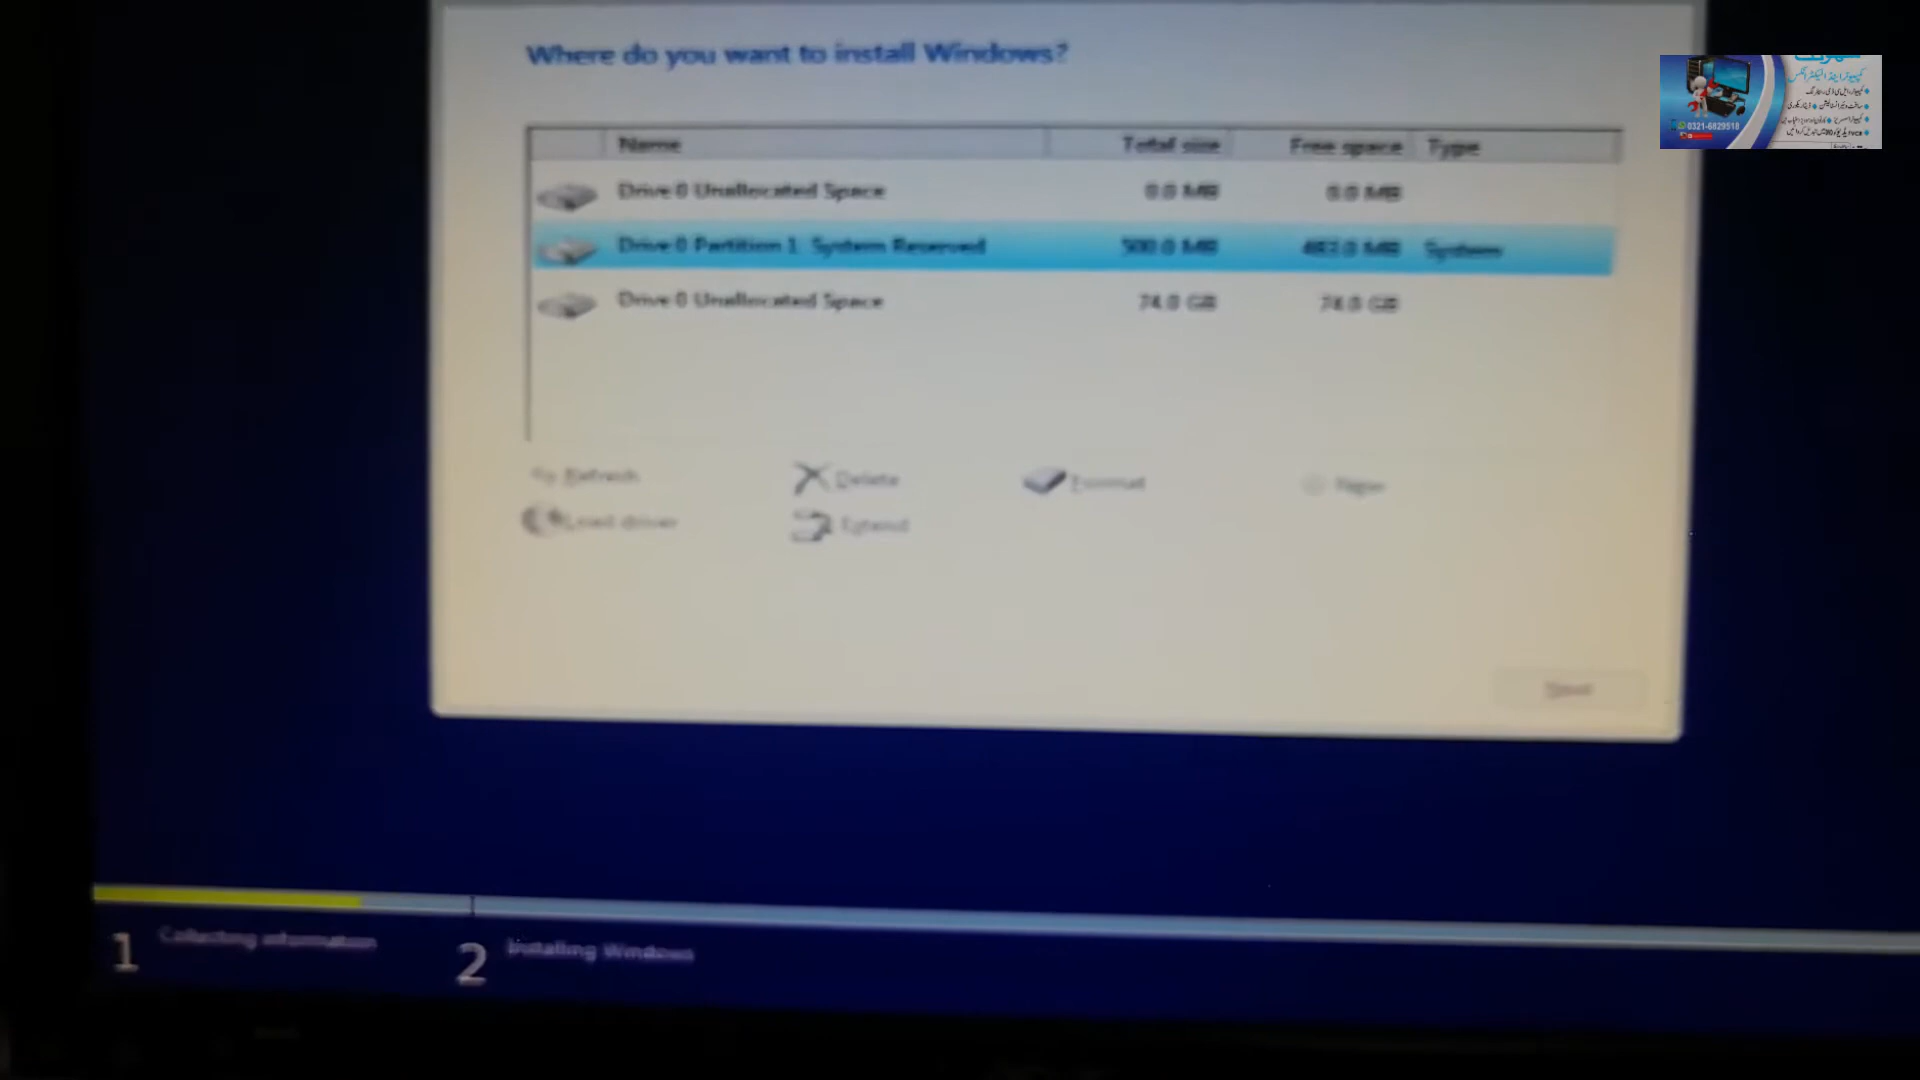 Where do you want to install Windows?
Name Total size Free space Type
Drive 0 Unallocated Space 0.0 MB 0.0 MB
Drive 0 Partition 1: System Reserved 500.0 MB System
Drive 0 Unallocated Space 74.0 GB 74.0 GB
Refresh Delete Format New
Load driver Extend
Next
1 Collecting information 2 Installing Windows
0321-6829518